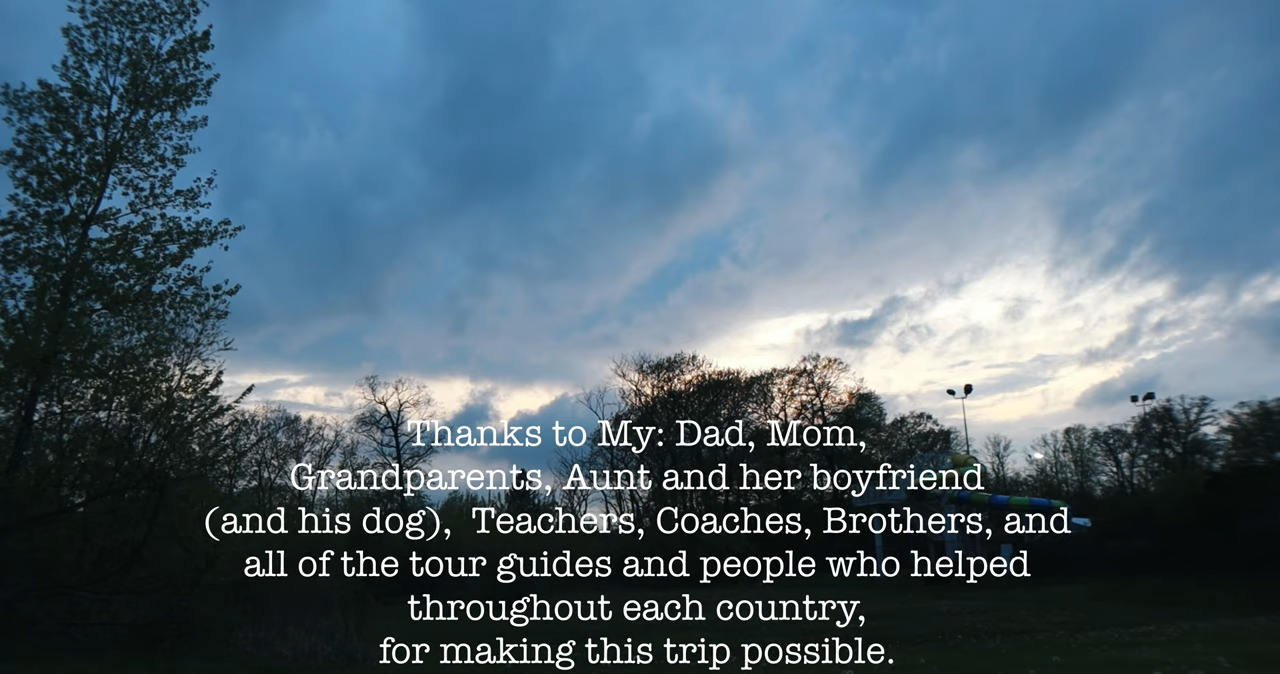 Thanks to My: Dad, Mom,
Grandparents, Aunt and her boyfriend
(and his dog),  Teachers, Coaches, Brothers, and
all of the tour guides and people who helped
throughout each country,
for making this trip possible.